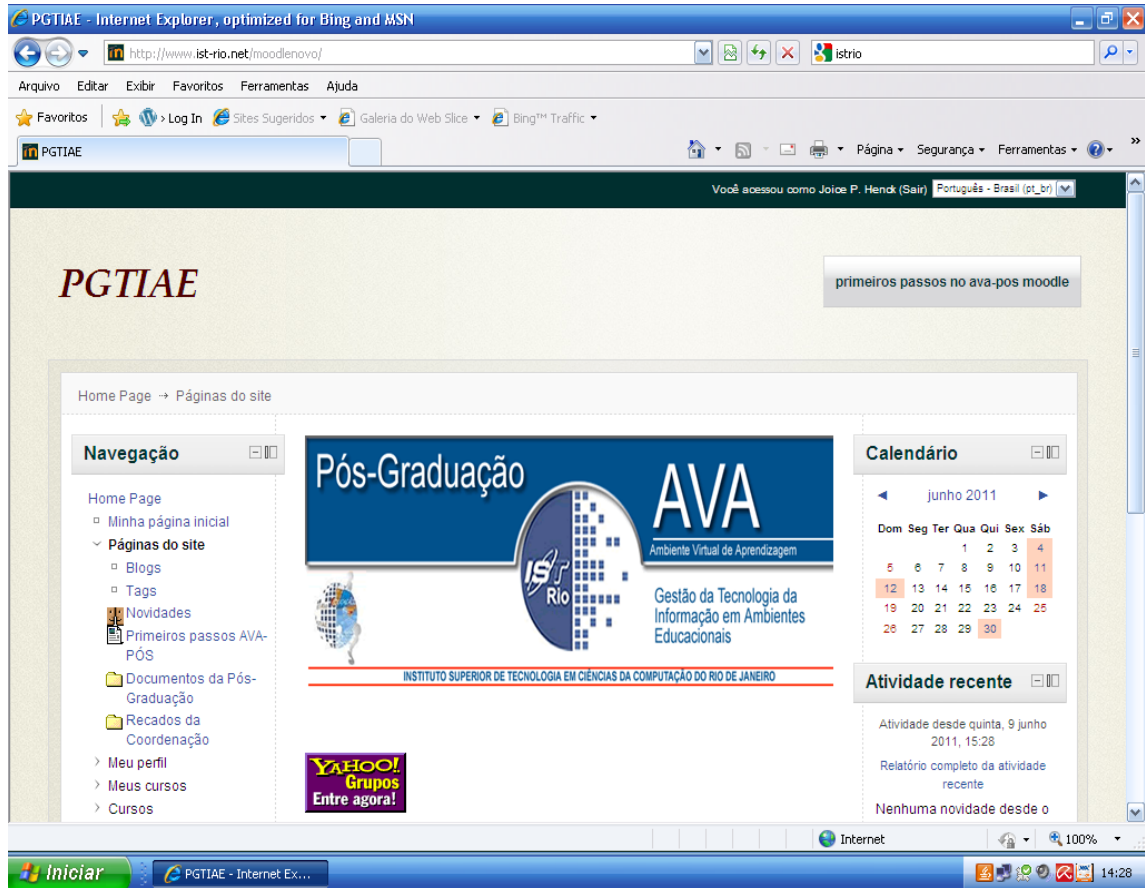 PGTIAE - Internet Explorer, optimized for Bing and MSN
http://www.ist-rio.net/moodlenovo/
istrio
Arquivo Editar Exibir Favoritos Ferramentas Ajuda
Favoritos Log In Sites Sugeridos Galeria do Web Slice Bing™ Traffic
PGTIAE
Página Segurança Ferramentas
Você acessou como Joice P. Henck (Sair) Português - Brasil (pt_br)
PGTIAE
primeiros passos no ava-pos moodle
Home Page → Páginas do site
Navegação
Home Page
Minha página inicial
Páginas do site
Blogs
Tags
Novidades
Primeiros passos AVA-
PÓS
Documentos da Pós-
Graduação
Recados da
Coordenação
Meu perfil
Meus cursos
Cursos
Pós-Graduação
AVA
Ambiente Virtual de Aprendizagem
IST
Rio
Gestão da Tecnologia da
Informação em Ambientes
Educacionais
INSTITUTO SUPERIOR DE TECNOLOGIA EM CIÊNCIAS DA COMPUTAÇÃO DO RIO DE JANEIRO
YAHOO!
Grupos
Entre agora!
Calendário
◄ junho 2011 ►
Dom Seg Ter Qua Qui Sex Sáb
1 2 3 4
5 6 7 8 9 10 11
12 13 14 15 16 17 18
19 20 21 22 23 24 25
26 27 28 29 30
Atividade recente
Atividade desde quinta, 9 junho
2011, 15:28
Relatório completo da atividade
recente
Nenhuma novidade desde o
Internet 100%
Iniciar PGTIAE - Internet Ex... 14:28